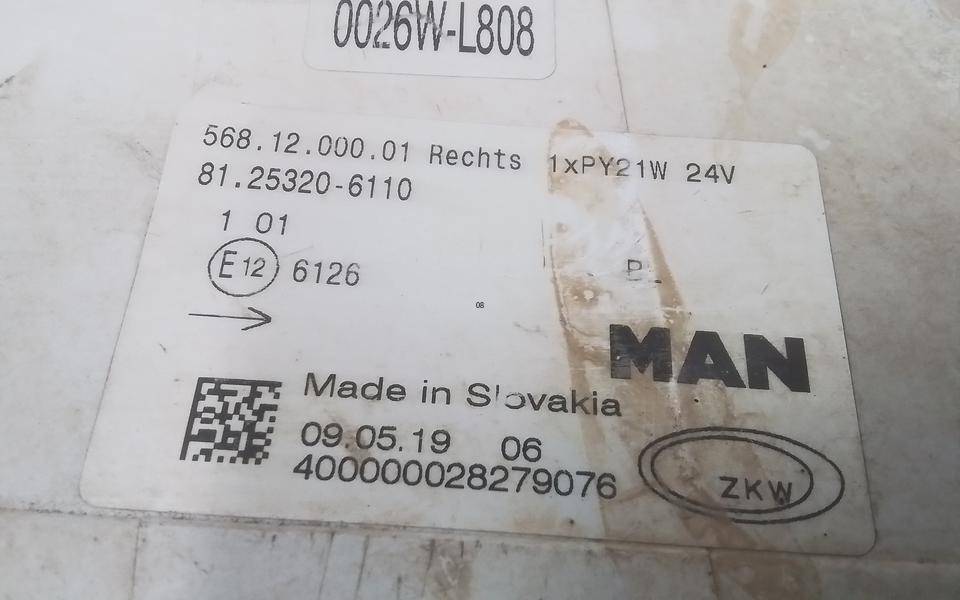 0026W-L808
568.12.000.01 Rechts 1xPY21W 24V
81.25320-6110
1 01
E12 6126
08
MAN
Made in Slovakia
09.05.19 06
400000028279076
ZKW